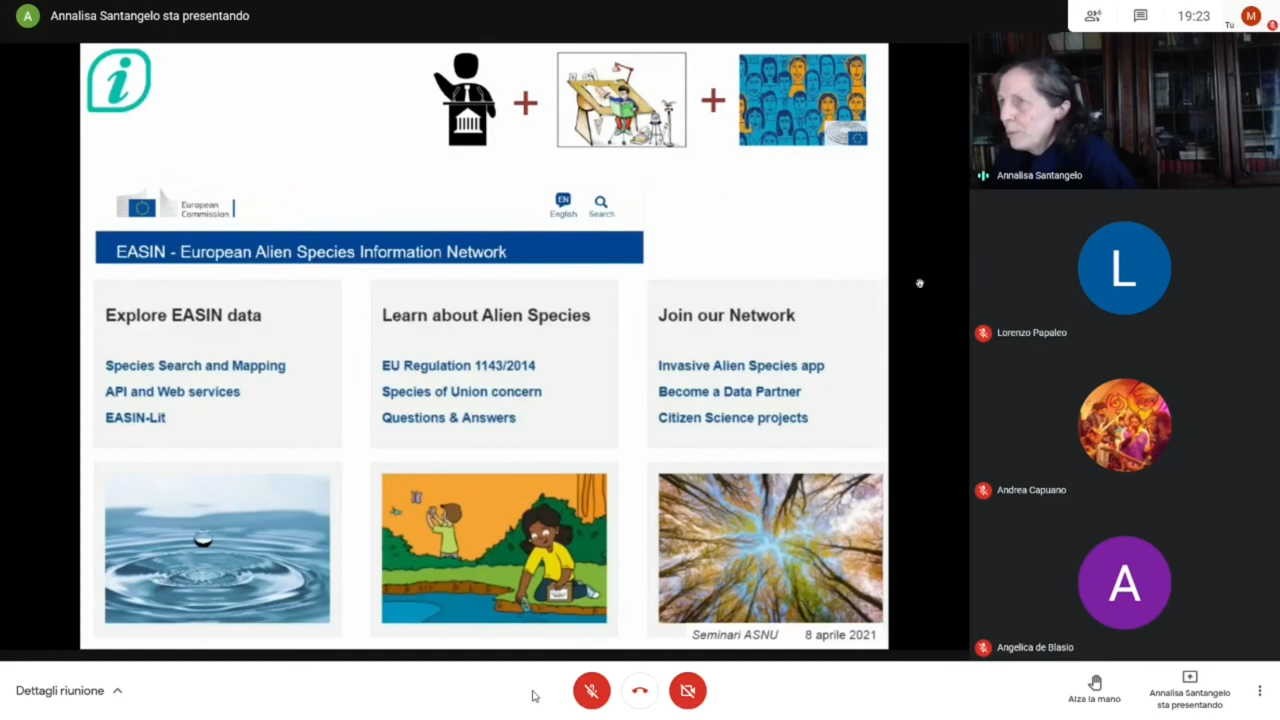 A
Annalisa Santangelo sta presentando
6
19:23
Tu
M
i
European
Commission
EN
English
Search
EASIN - European Alien Species Information Network
Explore EASIN data
Species Search and Mapping
API and Web services
EASIN-Lit
Learn about Alien Species
EU Regulation 1143/2014
Species of Union concern
Questions & Answers
Join our Network
Invasive Alien Species app
Become a Data Partner
Citizen Science projects
Seminari ASNU 8 aprile 2021
Annalisa Santangelo
L
Lorenzo Papaleo
Andrea Capuano
A
Angelica de Blasio
Dettagli riunione
Alza la mano
Annalisa Santangelo
sta presentando